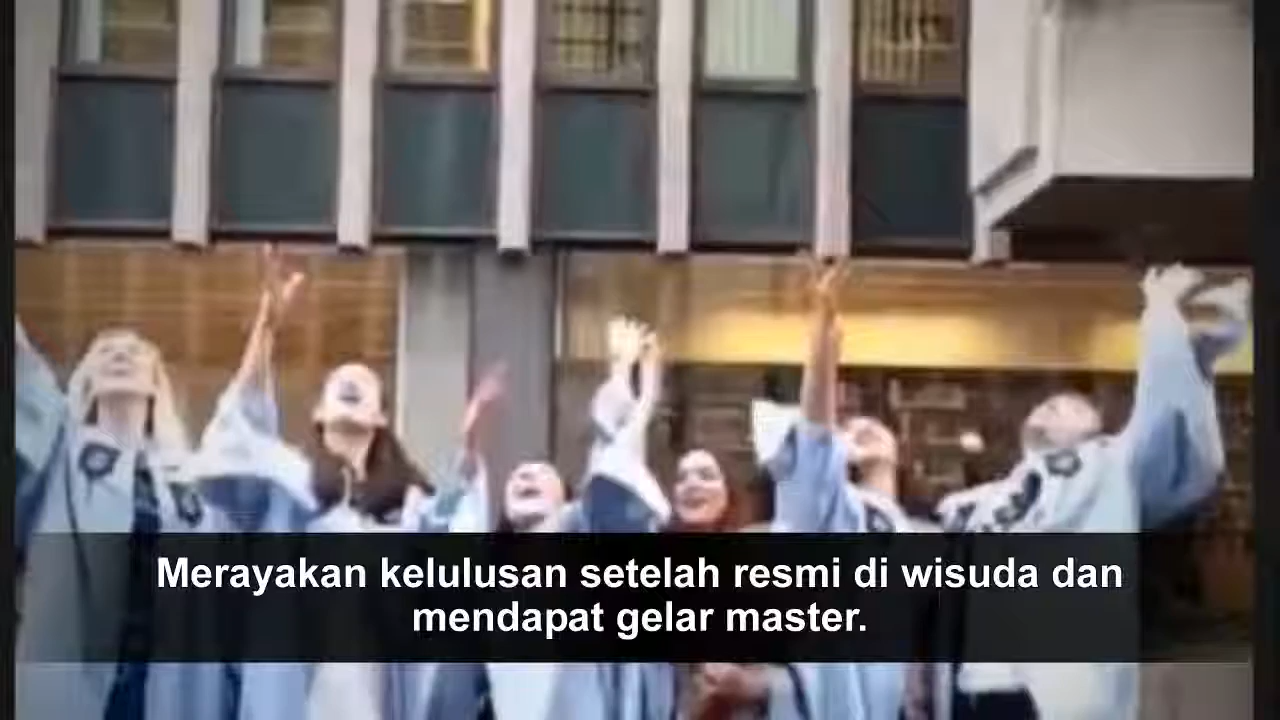 Merayakan kelulusan setelah resmi di wisuda dan
mendapat gelar master.